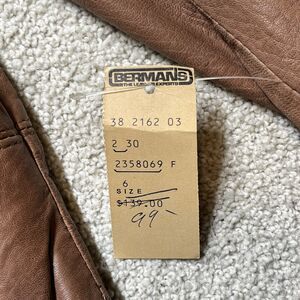 BERMANS
THE LEATHER EXPERTS
38 2162 03
2 30
2358069 F
6
SIZE
$139.00
99-